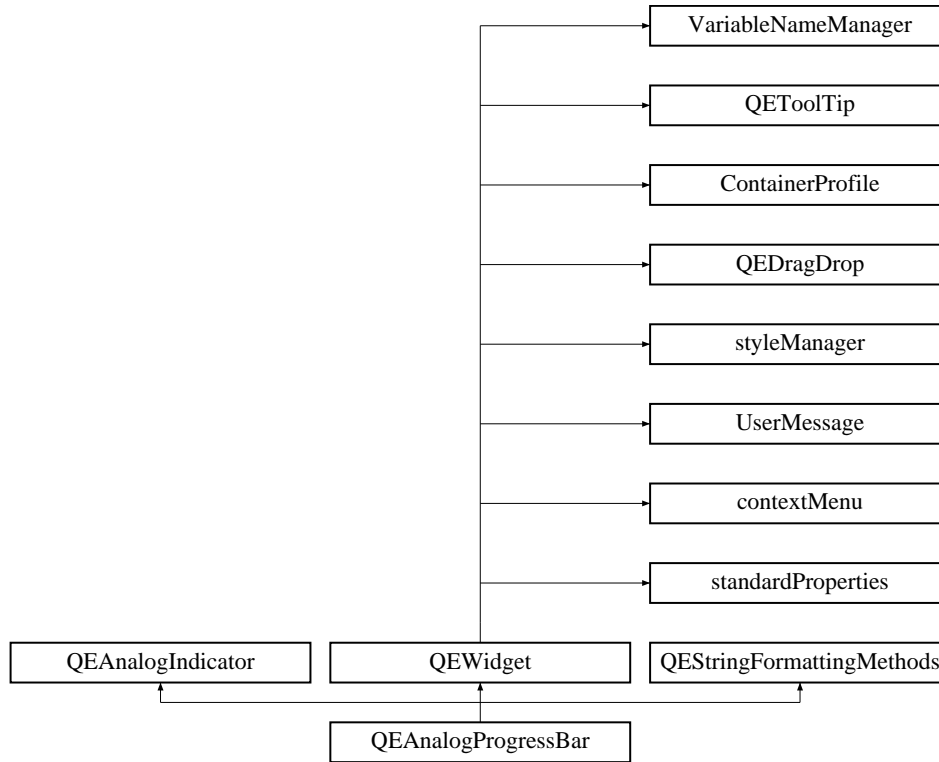 VariableNameManager
QEToolTip
ContainerProfile
QEDragDrop
styleManager
UserMessage
contextMenu
standardProperties
QEAnalogIndicator
QEWidget
QEStringFormattingMethods
QEAnalogProgressBar